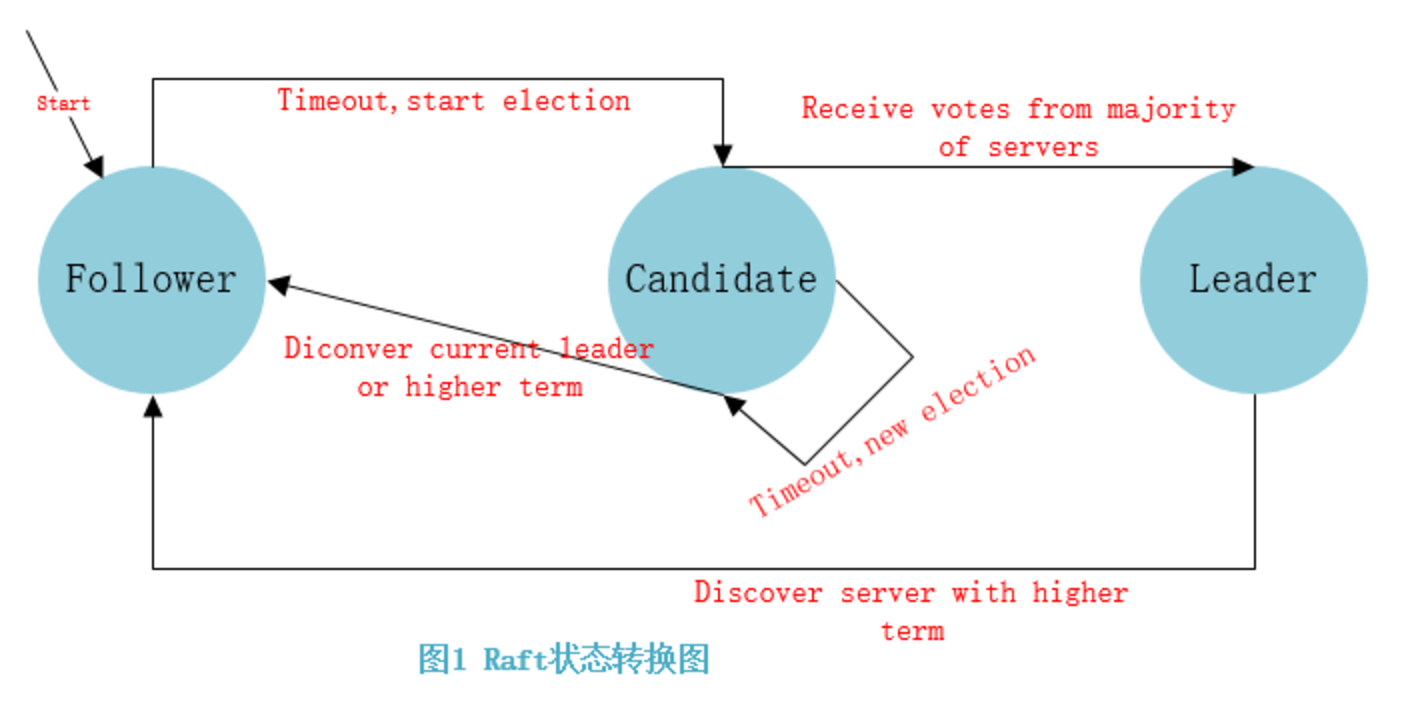 Start
Timeout,start election
Receive votes from majority
of servers
Follower
Candidate
Leader
Diconver current leader
or higher term
Timeout,new election
Discover server with higher
term
图1 Raft状态转换图